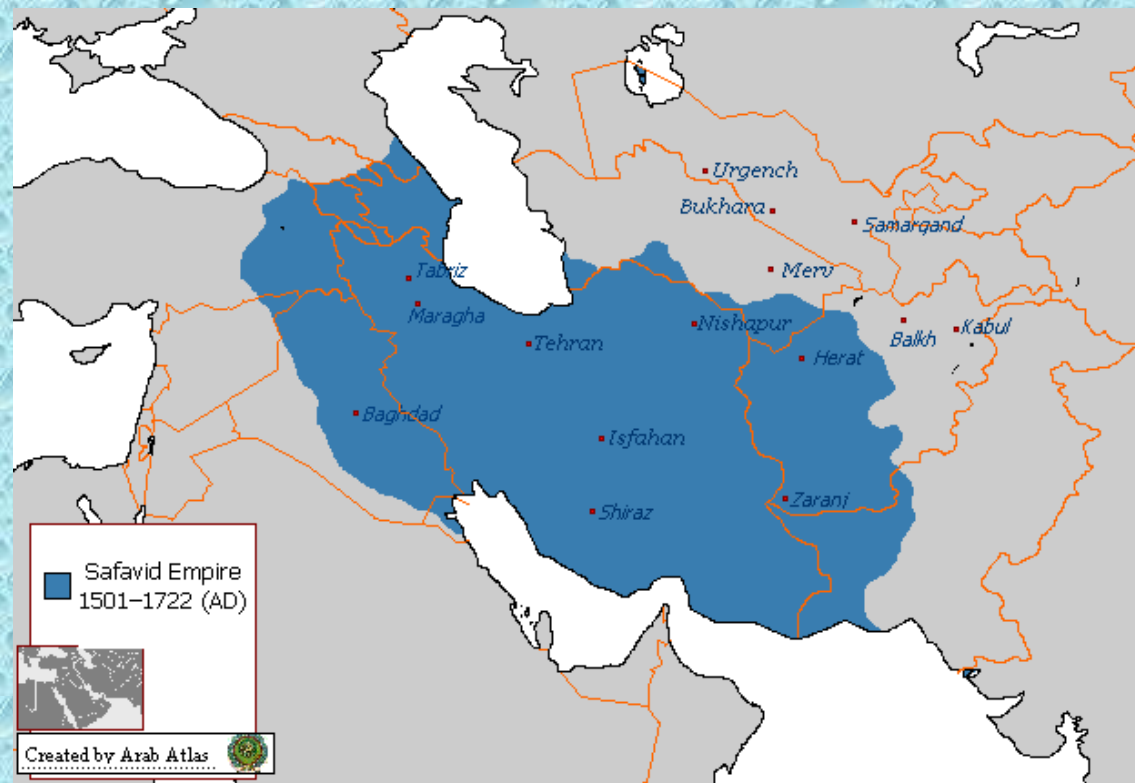 Urgench
Bukhara
Samarqand
Merv
Tabriz
Maragha
Nishapur
Balkh
Kabul
Tehran
Herat
Baghdad
Isfahan
Zaranj
Shiraz
Safavid Empire
1501–1722 (AD)
Created by Arab Atlas